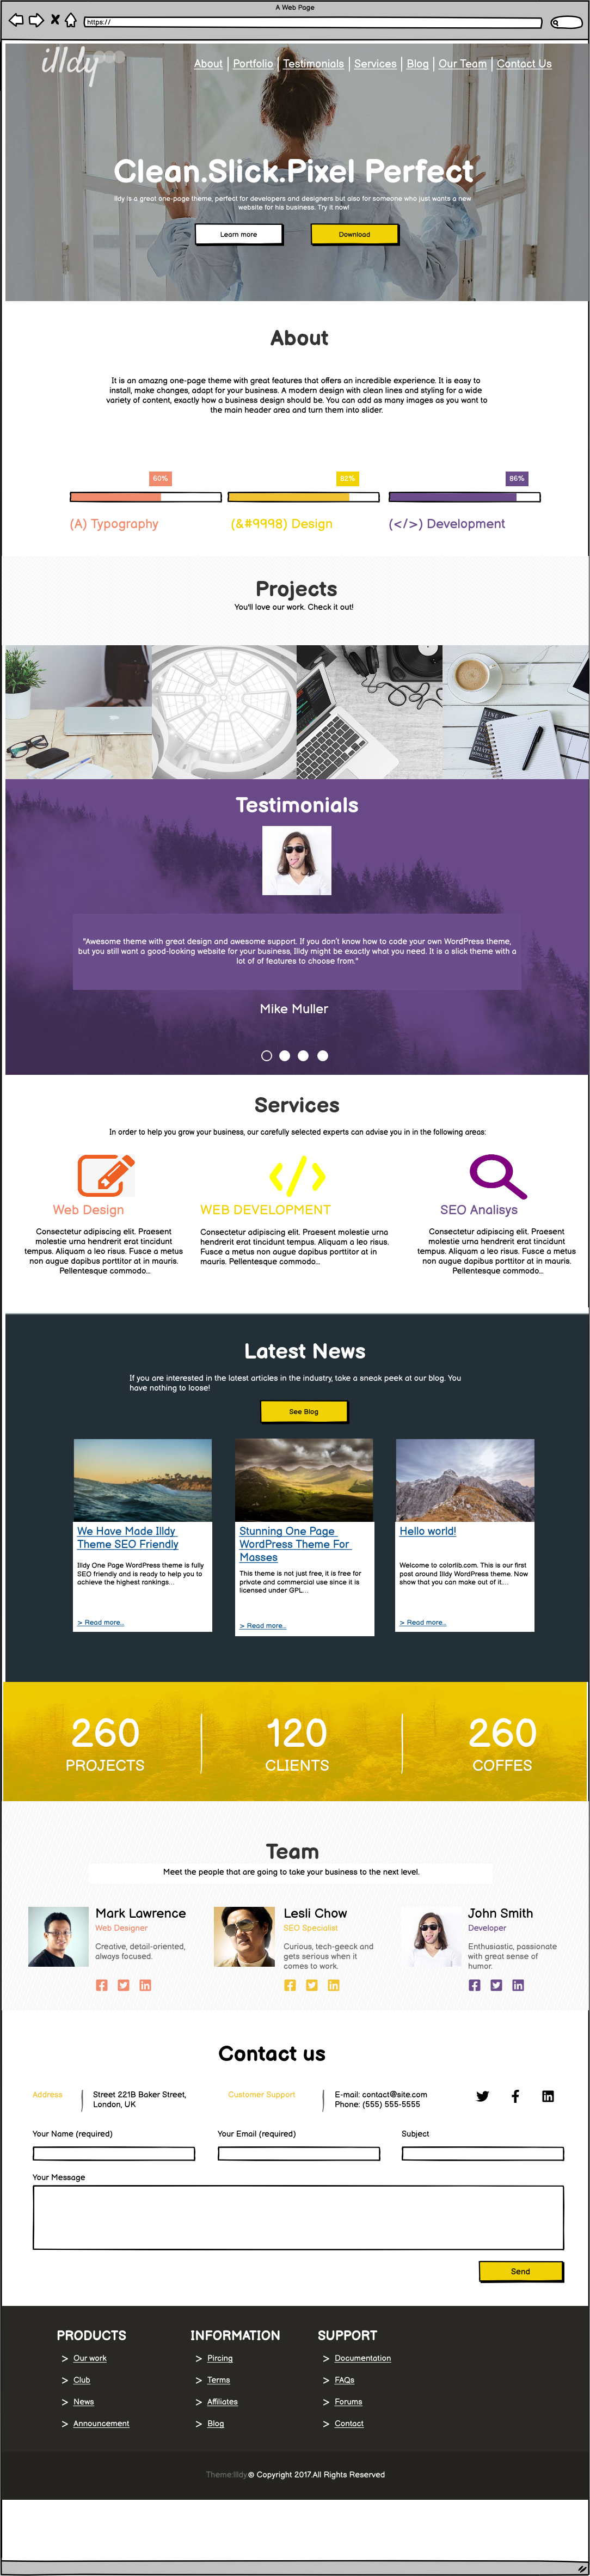 A Web Page
https://
illdy
About | Portfolio | Testimonials | Services | Blog | Our Team | Contact Us
Clean.Slick.Pixel Perfect
Illdy is a great one-page theme, perfect for developers and designers but also for someone who just wants a new
website for his business. Try it now!
Learn more
Download
About
It is an amazng one-page theme with great features that offers an incredible experience. It is easy to
install, make changes, adapt for your business. A modern design with clean lines and styling for a wide
variety of content, exactly how a business design should be. You can add as many images as you want to
the main header area and turn them into slider.
60%
82%
86%
(A) Typography
(&#9998) Design
(</>) Development
Projects
You'll love our work. Check it out!
Testimonials
"Awesome theme with great design and awesome support. If you don't know how to code your own WordPress theme,
but you still want a good-looking website for your business, Illdy might be exactly what you need. It is a slick theme with a
lot of of features to choose from."
Mike Muller
Services
In order to help you grow your business, our carefully selected experts can advise you in in the following areas:
Web Design
Consectetur adipiscing elit. Praesent
molestie urna hendrerit erat tincidunt
tempus. Aliquam a leo risus. Fusce a metus
non augue dapibus porttitor at in mauris.
Pellentesque commodo...
WEB DEVELOPMENT
Consectetur adipiscing elit. Praesent molestie urna
hendrerit erat tincidunt tempus. Aliquam a leo risus.
Fusce a metus non augue dapibus porttitor at in
mauris. Pellentesque commodo...
SEO Analisys
Consectetur adipiscing elit. Praesent
molestie urna hendrerit erat tincidunt
tempus. Aliquam a leo risus. Fusce a metus
non augue dapibus porttitor at in mauris.
Pellentesque commodo...
Latest News
If you are interested in the latest articles in the industry, take a sneak peek at our blog. You
have nothing to loose!
See Blog
We Have Made Illdy
Theme SEO Friendly
Illdy One Page WordPress theme is fully
SEO friendly and is ready to help you to
achieve the highest rankings...
> Read more...
Stunning One Page
WordPress Theme For
Masses
This theme is not just free, it is free for
private and commercial use since it is
licensed under GPL...
> Read more...
Hello world!
Welcome to colorlib.com. This is our first
post around Illdy WordPress theme. Now
show that you can make out of it....
> Read more...
260
PROJECTS
120
CLIENTS
260
COFFES
Team
Meet the people that are going to take your business to the next level.
Mark Lawrence
Web Designer
Creative, detail-oriented,
always focused.
Lesli Chow
SEO Specialist
Curious, tech-geeck and
gets serious when it
comes to work.
John Smith
Developer
Enthusiastic, passionate
with great sense of
humor.
Contact us
Address
Street 221B Baker Street,
London, UK
Customer Support
E-mail: contact@site.com
Phone: (555) 555-5555
Your Name (required)
Your Email (required)
Subject
Your Message
Send
PRODUCTS
> Our work
> Club
> News
> Announcement
INFORMATION
> Pircing
> Terms
> Affiliates
> Blog
SUPPORT
> Documentation
> FAQs
> Forums
> Contact
Theme:Illdy.© Copyright 2017.All Rights Reserved